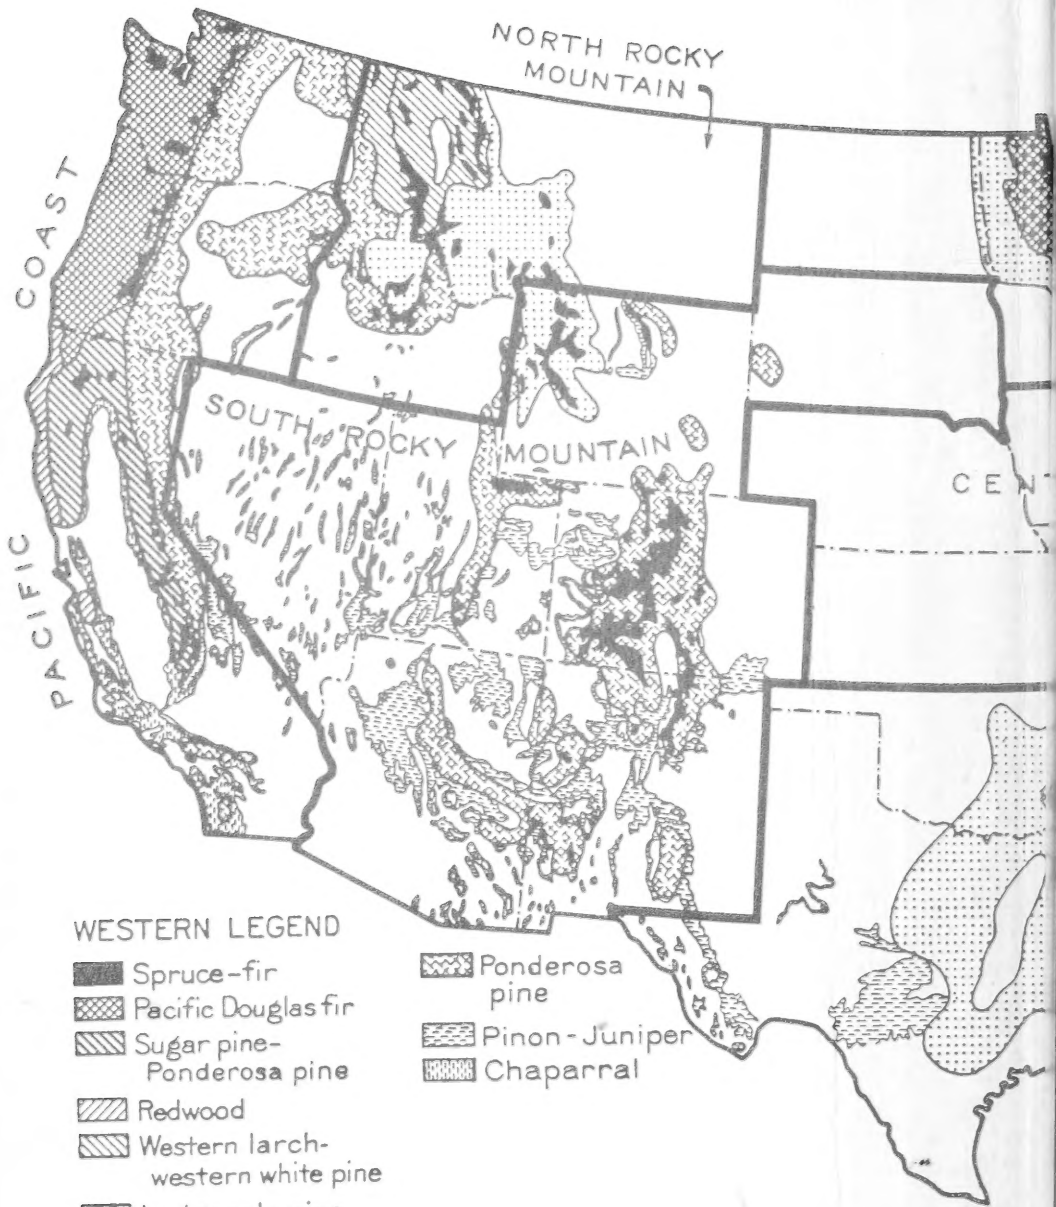 NORTH ROCKY
MOUNTAIN
COAST
PACIFIC
SOUTH ROCKY MOUNTAIN
CEN
WESTERN LEGEND
Spruce-fir
Pacific Douglas fir
Sugar pine-
Ponderosa pine
Redwood
Western larch-
western white pine
Ponderosa
pine
Pinon-Juniper
Chaparral